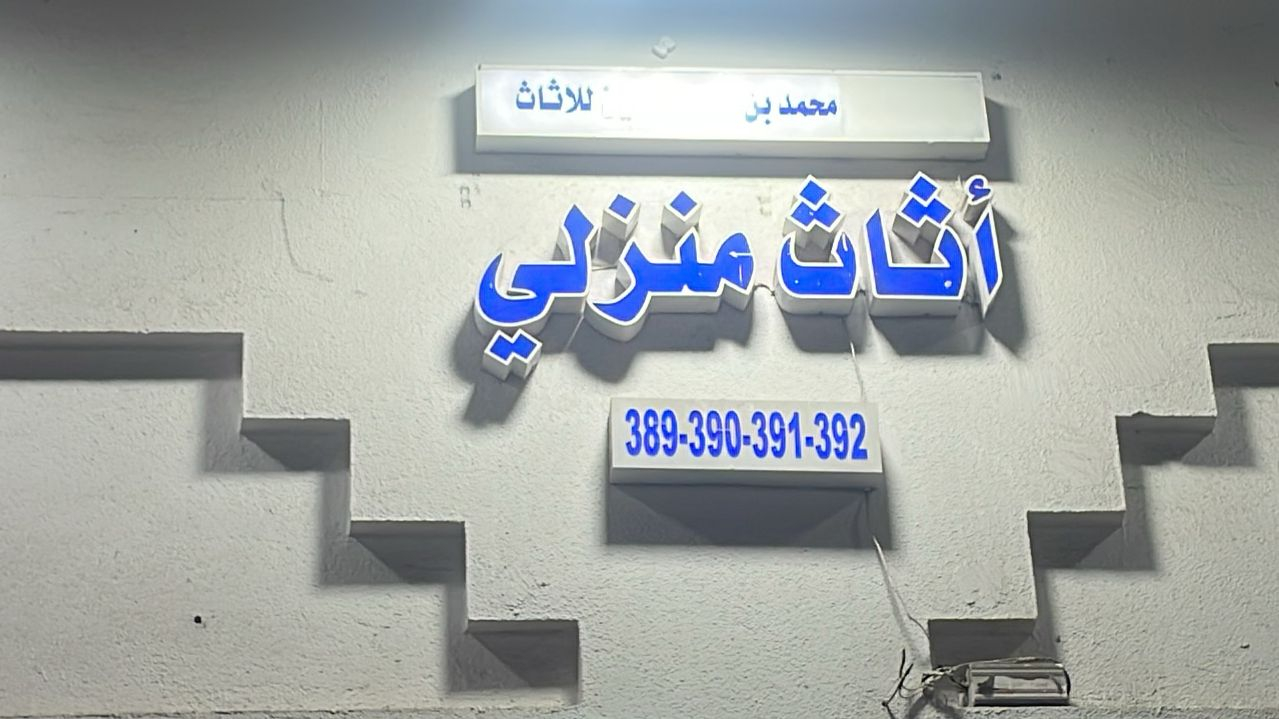 محمد بن للاثاث
أثاث منزلي
389-390-391-392